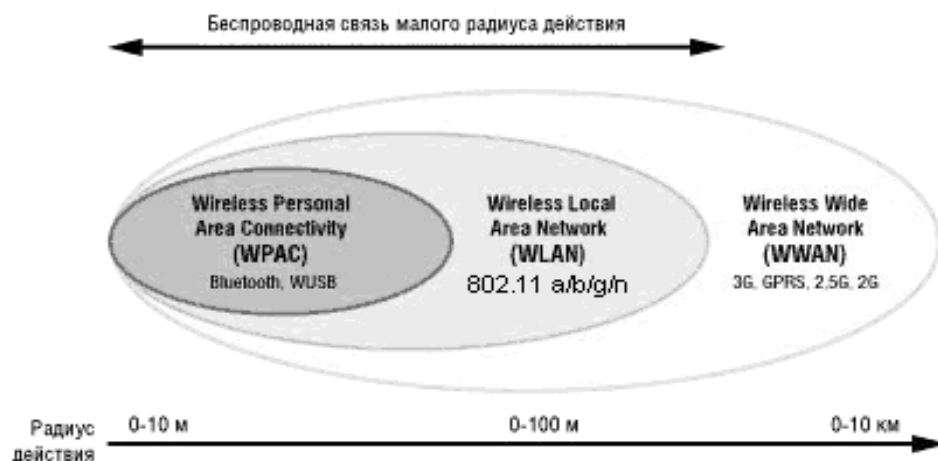 Беспроводная связь малого радиуса действия
Wireless Personal
Area Connectivity
(WPAC)
Bluetooth, WUSB
Wireless Local
Area Network
(WLAN)
802.11 a/b/g/n
Wireless Wide
Area Network
(WWAN)
3G, GPRS, 2,5G, 2G
Радиус
действия
0-10 м
0-100 м
0-10 км